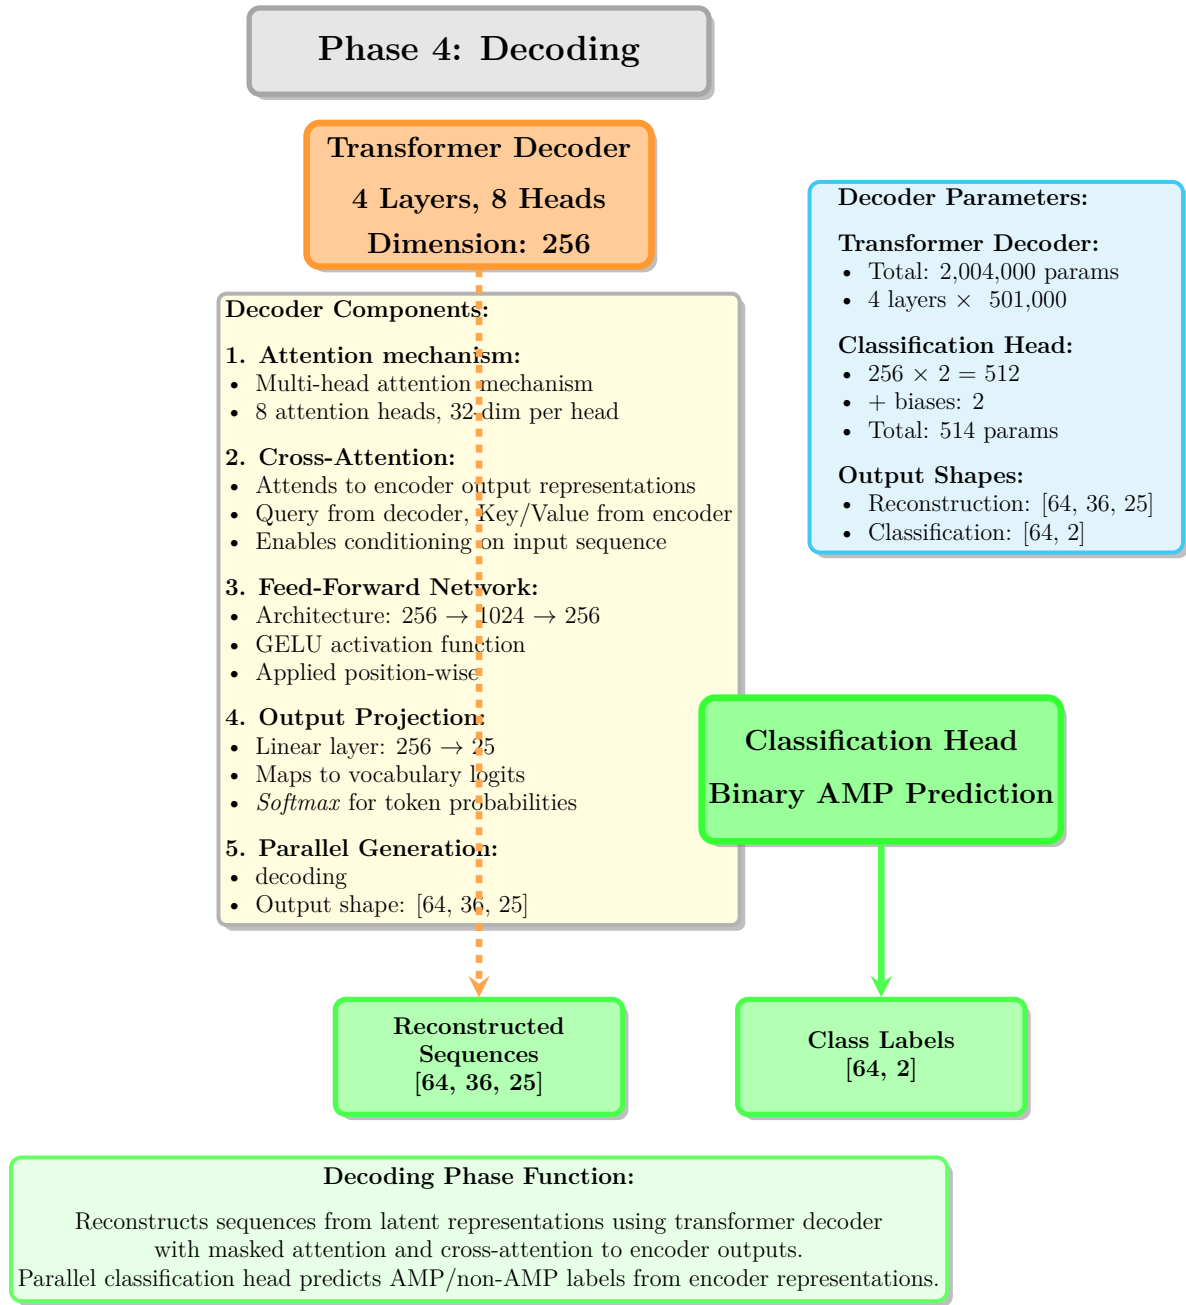 Phase 4: Decoding
Transformer Decoder
4 Layers, 8 Heads
Dimension: 256
Decoder Components:
1. Attention mechanism:
• Multi-head attention mechanism
• 8 attention heads, 32-dim per head
2. Cross-Attention:
• Attends to encoder output representations
• Query from decoder, Key/Value from encoder
• Enables conditioning on input sequence
3. Feed-Forward Network:
• Architecture: 256 → 1024 → 256
• GELU activation function
• Applied position-wise
4. Output Projection:
• Linear layer: 256 → 25
• Maps to vocabulary logits
• Softmax for token probabilities
5. Parallel Generation:
• decoding
• Output shape: [64, 36, 25]
Decoder Parameters:
Transformer Decoder:
• Total: 2,004,000 params
• 4 layers × 501,000
Classification Head:
• 256 × 2 = 512
• + biases: 2
• Total: 514 params
Output Shapes:
• Reconstruction: [64, 36, 25]
• Classification: [64, 2]
Classification Head
Binary AMP Prediction
Reconstructed
Sequences
[64, 36, 25]
Class Labels
[64, 2]
Decoding Phase Function:
Reconstructs sequences from latent representations using transformer decoder
with masked attention and cross-attention to encoder outputs.
Parallel classification head predicts AMP/non-AMP labels from encoder representations.